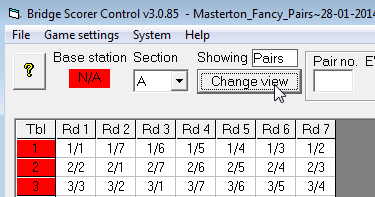 Bridge Scorer Control v3.0.85 - Masterton_Fancy_Pairs~28-01-2014
File Game settings System Help
? Base station Section Showing Pairs Pair no. E'
N/A A Change view
Tbl Rd 1 Rd 2 Rd 3 Rd 4 Rd 5 Rd 6 Rd 7
1 1/1 1/7 1/6 1/5 1/4 1/3 1/2
2 2/2 2/1 2/7 2/6 2/5 2/4 2/3
3 3/3 3/2 3/1 3/7 3/6 3/5 3/4